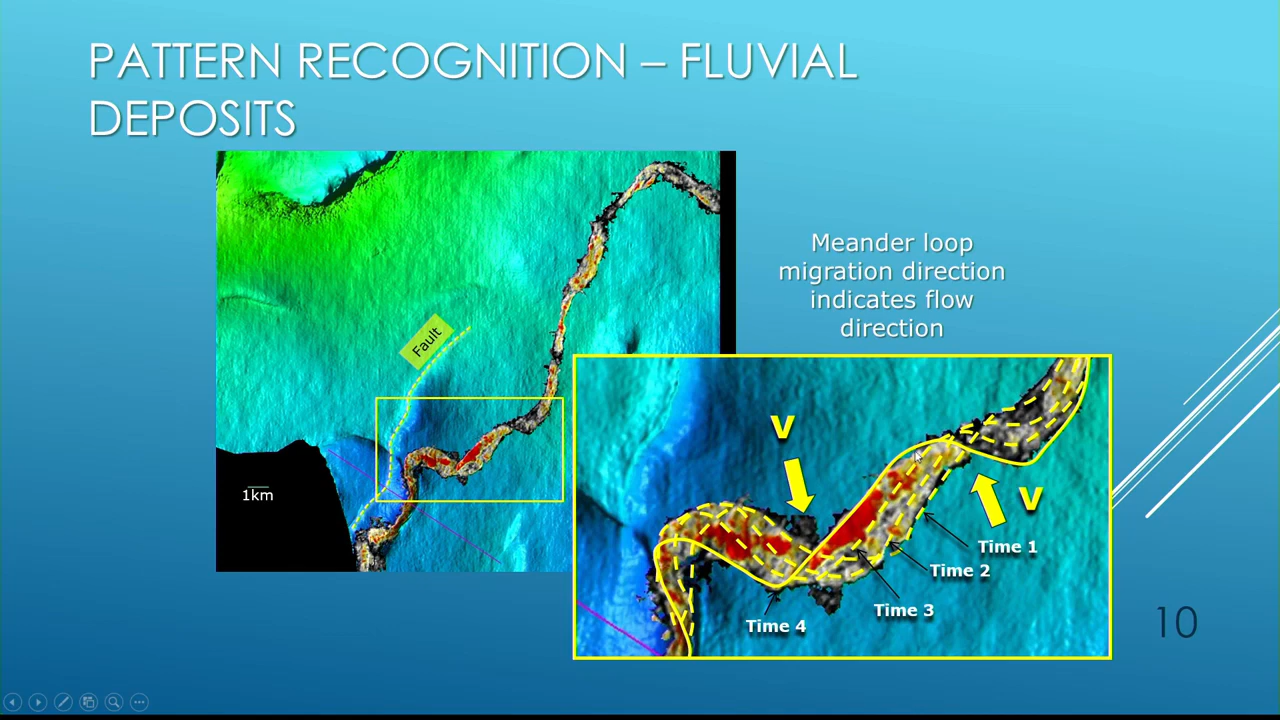 PATTERN RECOGNITION – FLUVIAL
DEPOSITS
Fault
1km
Meander loop
migration direction
indicates flow
direction
V
V
Time 1
Time 2
Time 3
Time 4
10